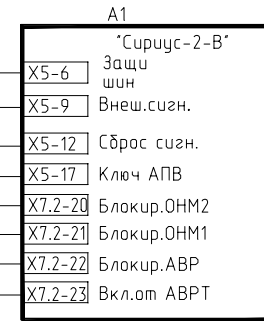 А1
"Сириус-2-В"
X5-6 Защи
шин
X5-9 Внеш.сигн.
X5-12 Сброс сигн.
X5-17 Ключ АПВ
X7.2-20 Блокир.ОНМ2
X7.2-21 Блокир.ОНМ1
X7.2-22 Блокир.АВР
X7.2-23 Вкл.от АВРТ